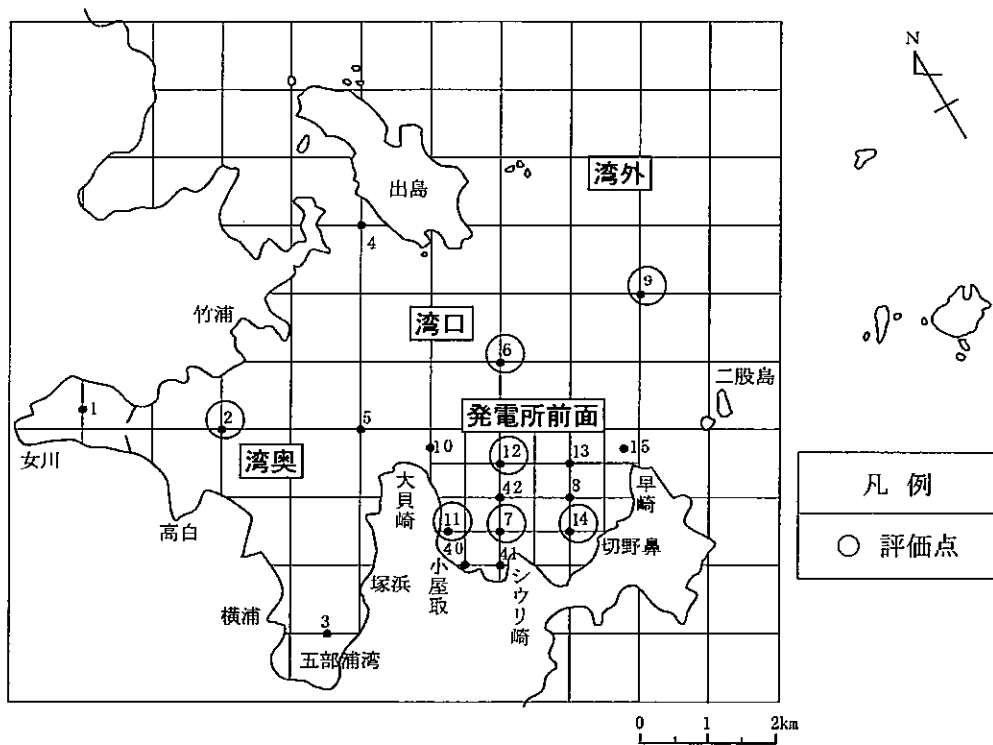 N
湾外
出島
4
9
竹浦
湾口
6
二股島
1
2
発電所前面
5
10
12
13
15
女川
湾奥
大貝崎
42
8
早崎
凡例
高白
11
7
14
○ 評価点
切野鼻
40
41
小屋取
シウリ崎
塚浜
横浦
3
五部浦湾
0 1 2km